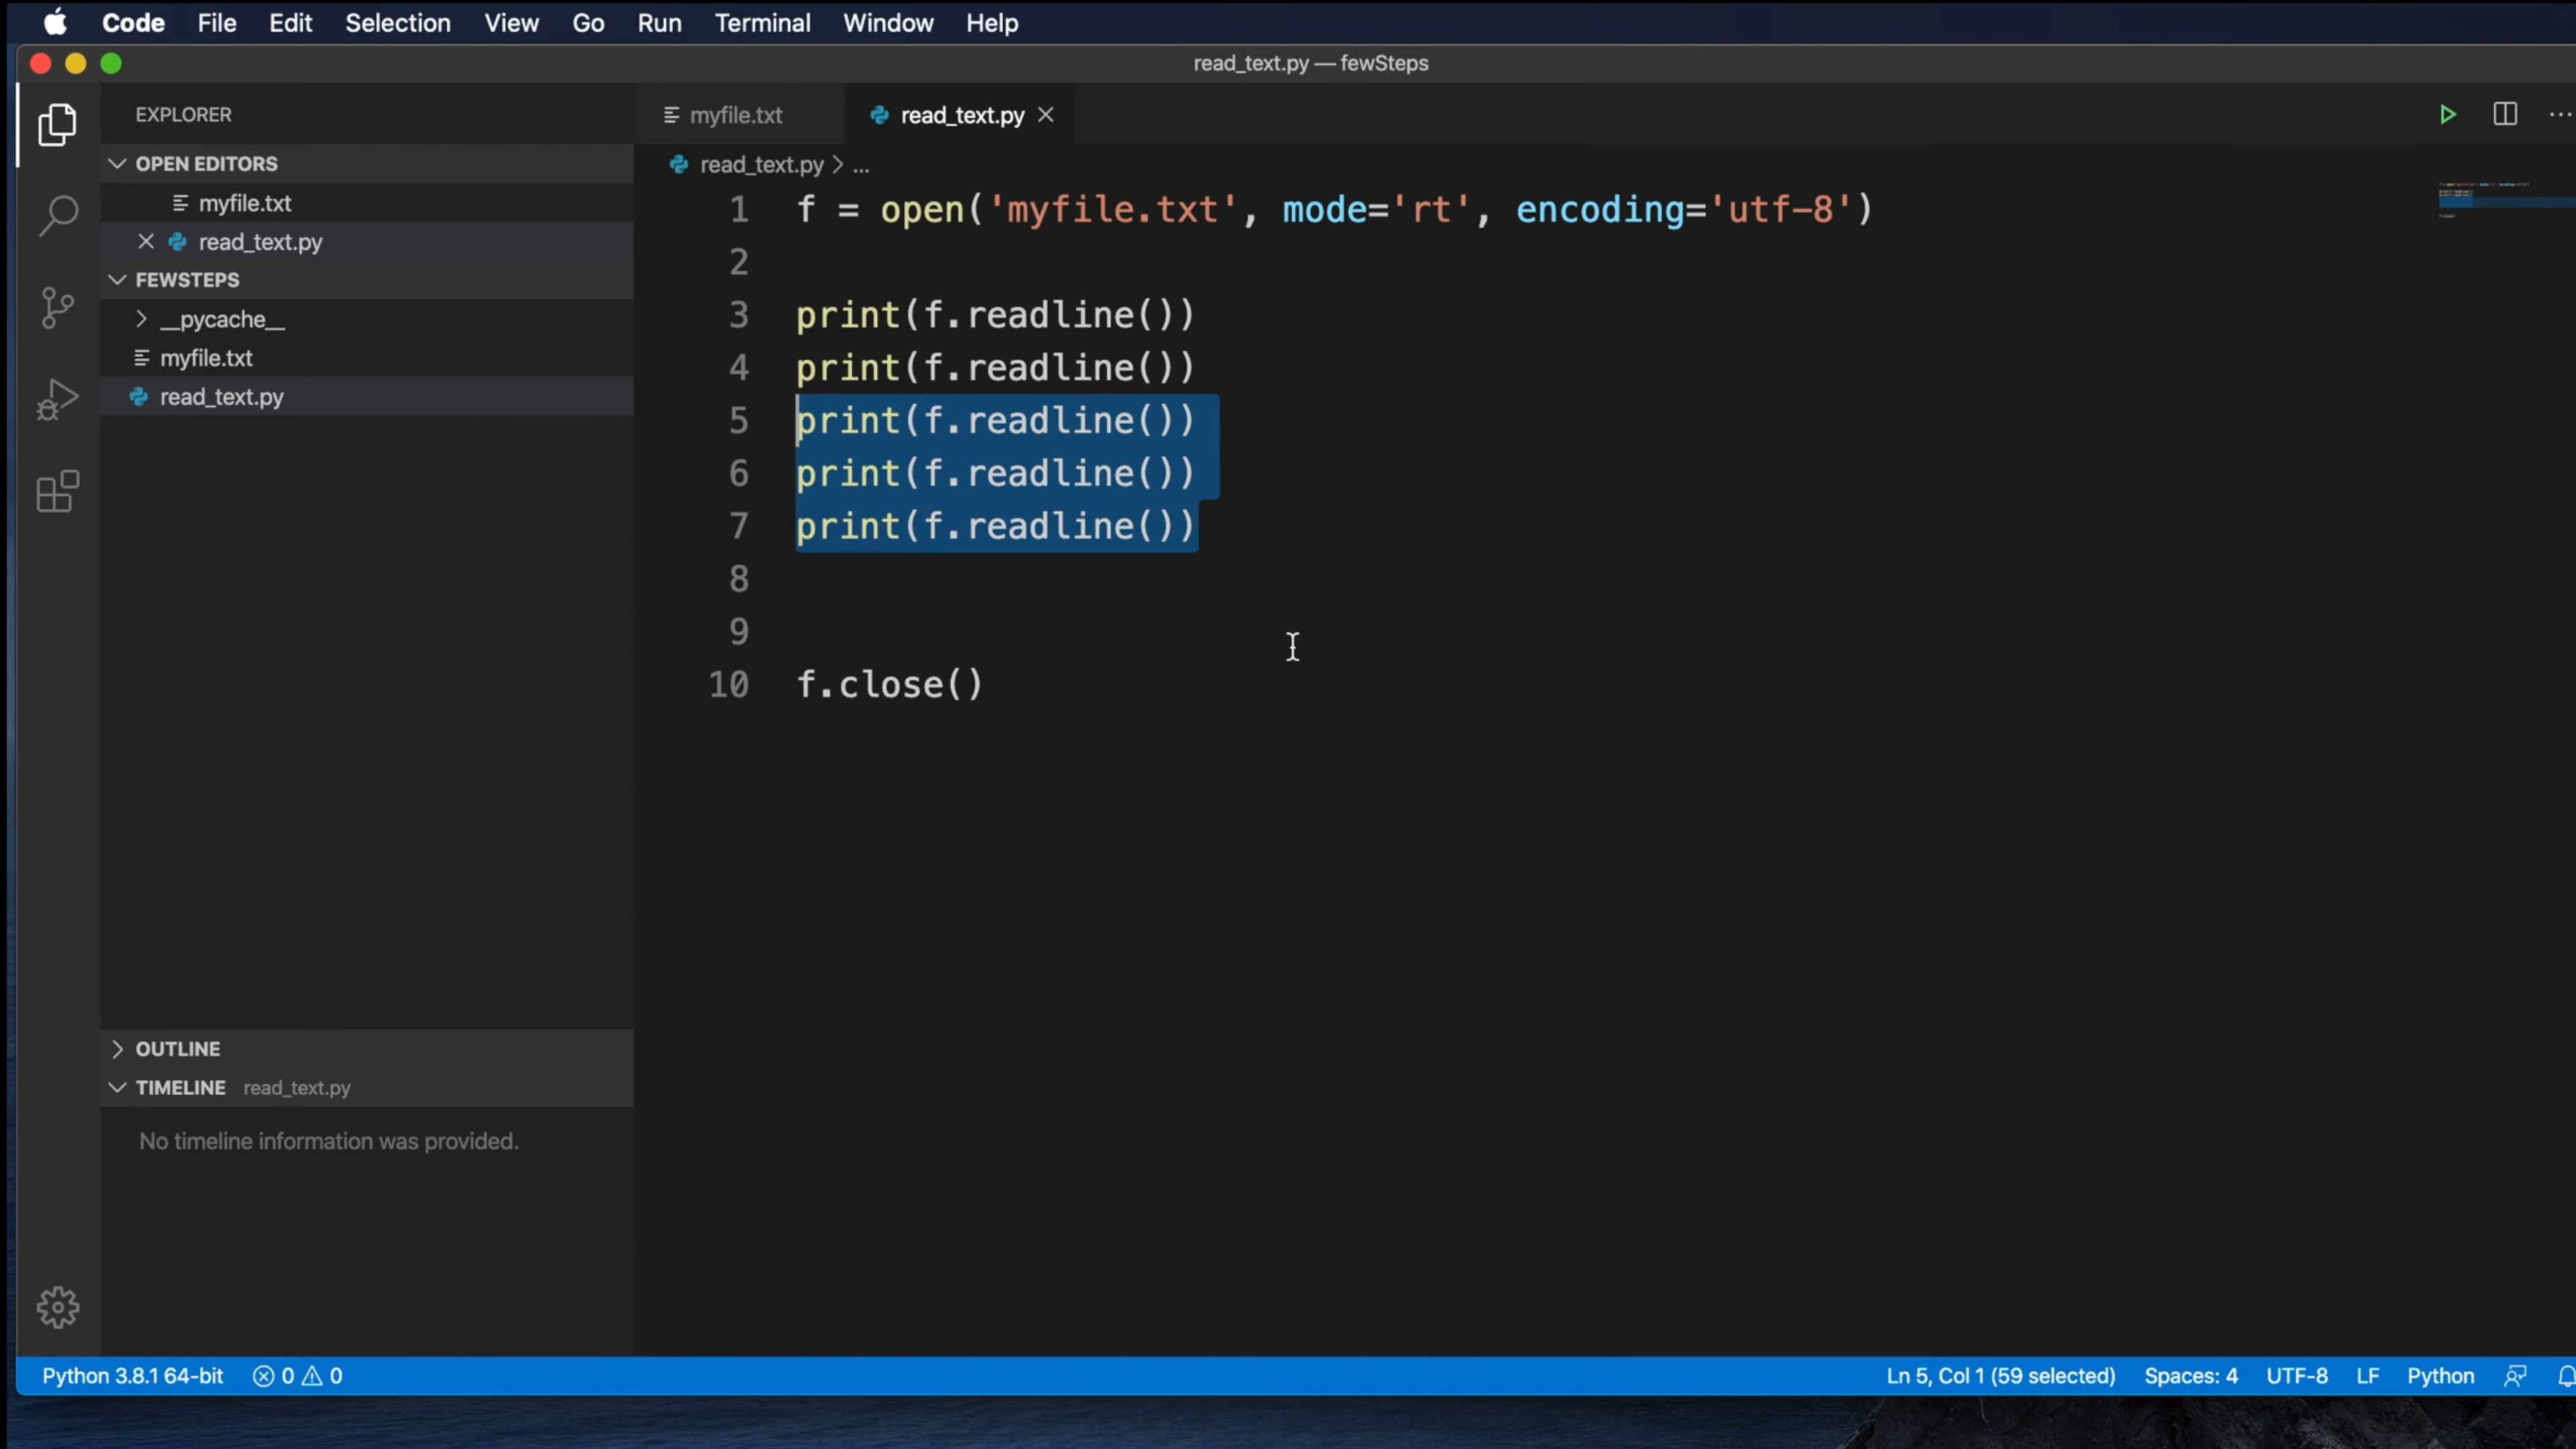 Code File Edit Selection View Go Run Terminal Window Help
read_text.py — fewSteps
EXPLORER
OPEN EDITORS
myfile.txt
read_text.py
FEWSTEPS
__pycache__
myfile.txt
read_text.py
OUTLINE
TIMELINE read_text.py
No timeline information was provided.
myfile.txt read_text.py
read_text.py > ...
1 f = open('myfile.txt', mode='rt', encoding='utf-8')
2
3 print(f.readline())
4 print(f.readline())
5 print(f.readline())
6 print(f.readline())
7 print(f.readline())
8
9
10 f.close()
Python 3.8.1 64-bit 0 0 Ln 5, Col 1 (59 selected) Spaces: 4 UTF-8 LF Python